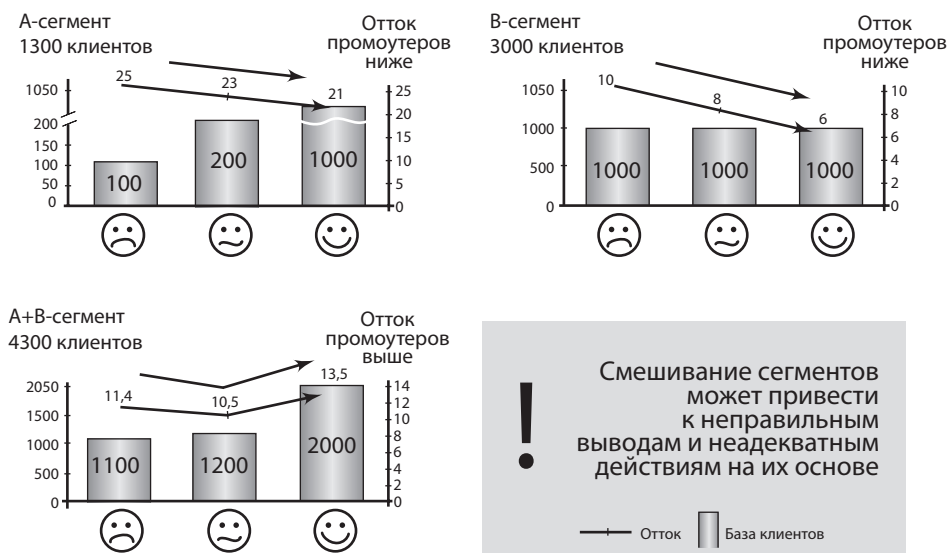 А-сегмент
1300 клиентов
Отток
промоутеров
ниже
25
23
21
1050
200
150
100
50
0
100
200
1000
25
20
15
10
5
0
В-сегмент
3000 клиентов
Отток
промоутеров
ниже
10
8
6
1050
1000
500
0
1000
1000
1000
10
8
6
4
2
0
А+В-сегмент
4300 клиентов
Отток
промоутеров
выше
11,4
10,5
13,5
2050
1500
1000
500
0
1100
1200
2000
14
12
10
8
6
4
2
0
!
Смешивание сегментов
может привести
к неправильным
выводам и неадекватным
действиям на их основе
Отток
База клиентов